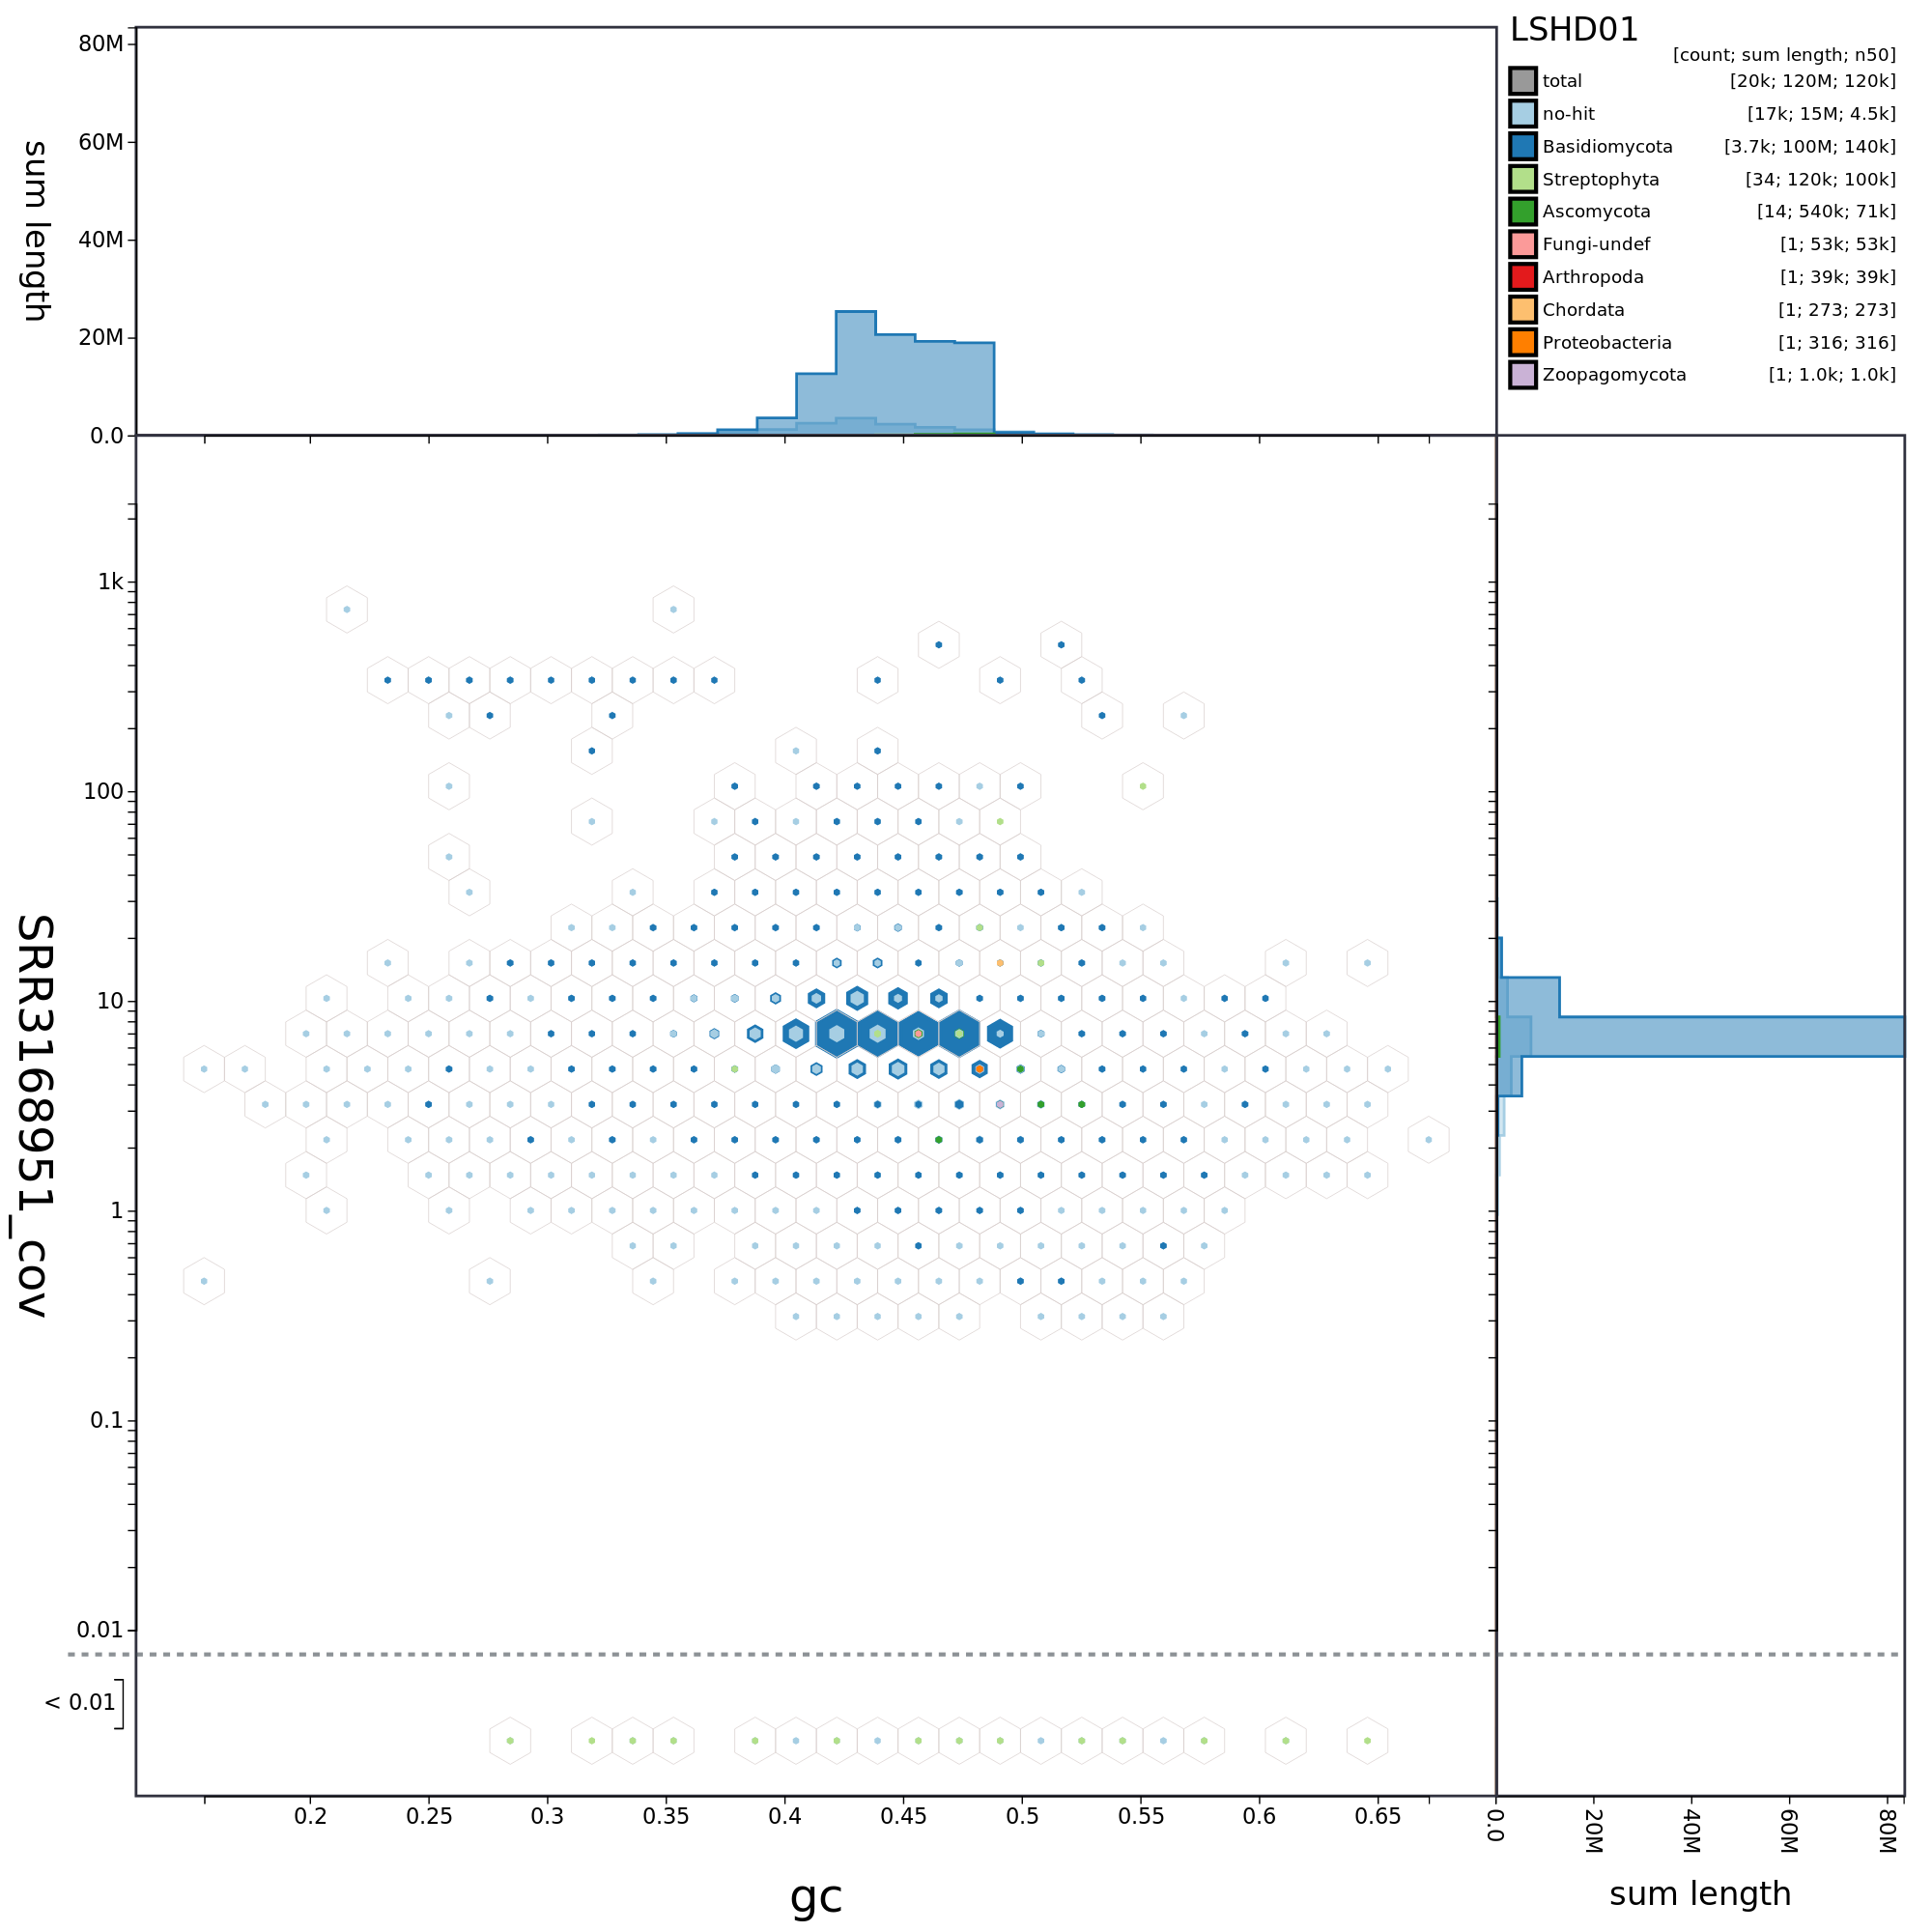 LSHD01
[count; sum length; n50]
total [20k; 120M; 120k]
no-hit [17k; 15M; 4.5k]
Basidiomycota [3.7k; 100M; 140k]
Streptophyta [34; 120k; 100k]
Ascomycota [14; 540k; 71k]
Fungi-undef [1; 53k; 53k]
Arthropoda [1; 39k; 39k]
Chordata [1; 273; 273]
Proteobacteria [1; 316; 316]
Zoopagomycota [1; 1.0k; 1.0k]
80M
60M
40M
20M
0.0
sum length
1k
100
10
1
0.1
0.01
< 0.01
SRR3168951_cov
0.2 0.25 0.3 0.35 0.4 0.45 0.5 0.55 0.6 0.65
gc
0.0 20M 40M 60M 80M
sum length